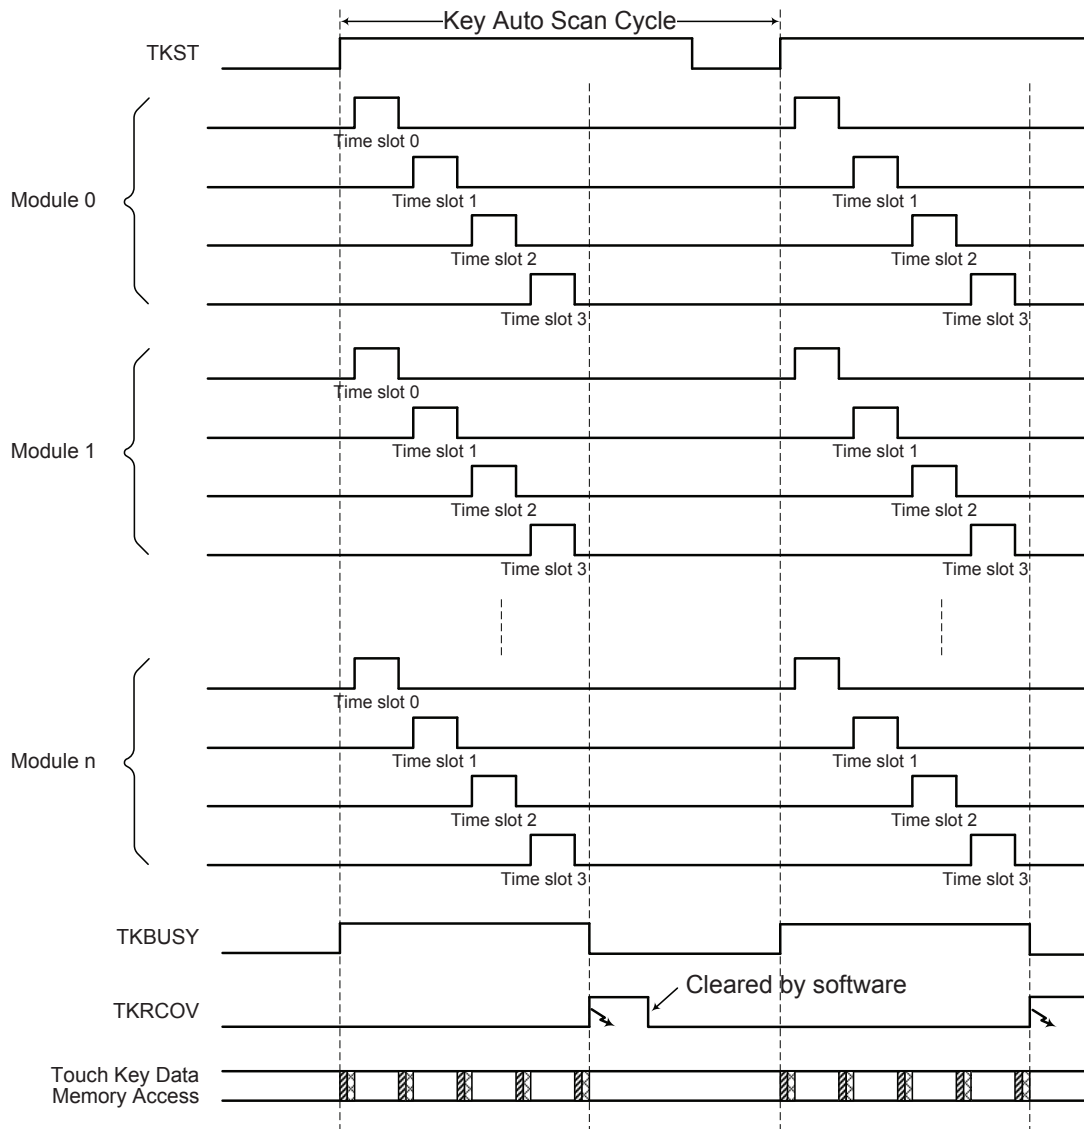 Key Auto Scan Cycle
TKST
Time slot 0
Module 0
Time slot 1
Time slot 1
Time slot 2
Time slot 2
Time slot 3
Time slot 3
Time slot 0
Module 1
Time slot 1
Time slot 1
Time slot 2
Time slot 2
Time slot 3
Time slot 3
Time slot 0
Module n
Time slot 1
Time slot 1
Time slot 2
Time slot 2
Time slot 3
Time slot 3
TKBUSY
Cleared by software
TKRCOV
Touch Key Data
Memory Access